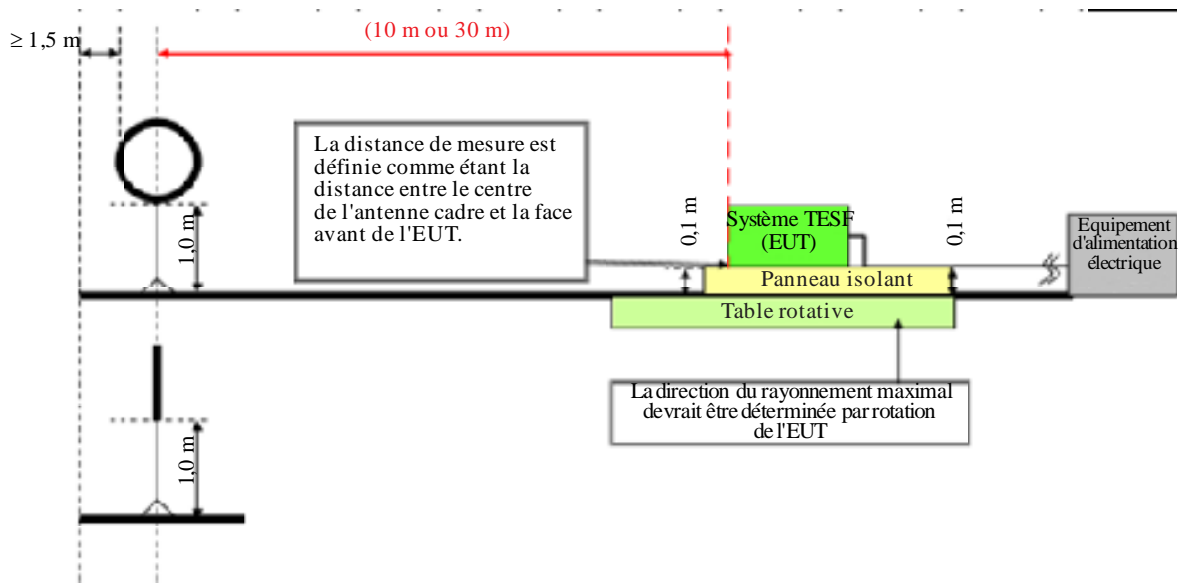 ≥ 1,5 m
(10 m ou 30 m)
La distance de mesure est
définie comme étant la
distance entre le centre
de l'antenne cadre et la face
avant de l'EUT.
1,0 m
0,1 m
Système TESF
(EUT)
0,1 m
Equipement
d'alimentation
électrique
Panneau isolant
Table rotative
La direction du rayonnement maximal
devrait être déterminée par rotation
de l'EUT
1,0 m